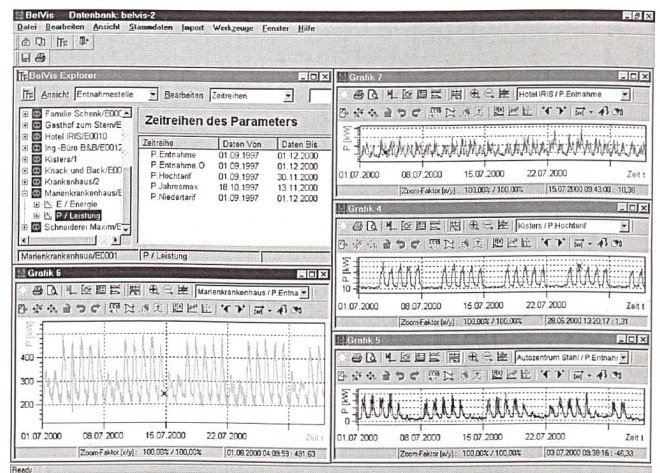 BelVis Datenbank: belvis-2
Datei Bearbeiten Ansicht Stammdaten Import Werkzeuge Fenster Hilfe
BelVis Explorer
Ansicht Entnahmestelle Bearbeiten Zeitreihen
Familie Schenk/E00C
Gasthof zum Stern/E
Hotel IRIS/E0010
Ing.-Büro B&B/E0012
Kisters/1
Knack und Back/E00
Krankenhaus/2
Marienkrankenhaus/E
E / Energie
P / Leistung
Schneiderei Maxim/E
Zeitreihen des Parameters
Zeitreihe Daten Von Daten Bis
P.Entnahme 01.09.1997 01.12.2000
P.Entnahme.O 01.09.1997 01.12.2000
P.Hochtarif 01.09.1997 30.11.2000
P.Jahresmax 18.10.1997 13.11.2000
P.Niedertarif 01.09.1997 01.12.2000
Marienkrankenhaus/E0001 P / Leistung
Grafik 6
Marienkrankenhaus / P.Entna
P [kW]
400
300
200
01.07.2000 08.07.2000 15.07.2000 22.07.2000 Zeit t
Zoom-Faktor [x/y]: 100,00% / 100,00% 01.08.2000 04:09:59 : 431,63
Grafik 7
Hotel IRIS / P.Entnahme
P [kW]
01.07.2000 08.07.2000 15.07.2000 22.07.2000 Zeit t
Zoom-Faktor [x/y]: 100,00% / 100,00% 15.07.2000 09:43:08 : -10,38
Grafik 4
Kisters / P.Hochtarif
P [kW]
10
01.07.2000 08.07.2000 15.07.2000 22.07.2000 Zeit t
Zoom-Faktor [x/y]: 100,00% / 100,00% 28.06.2000 13:20:17 : 1,31
Grafik 5
Autozentrum Stahl / P.Entnahm
P [kW]
0
01.07.2000 08.07.2000 15.07.2000 22.07.2000 Zeit t
Zoom-Faktor [x/y]: 100,00% / 100,00% 03.07.2000 09:38:16 : -46,33
Ready